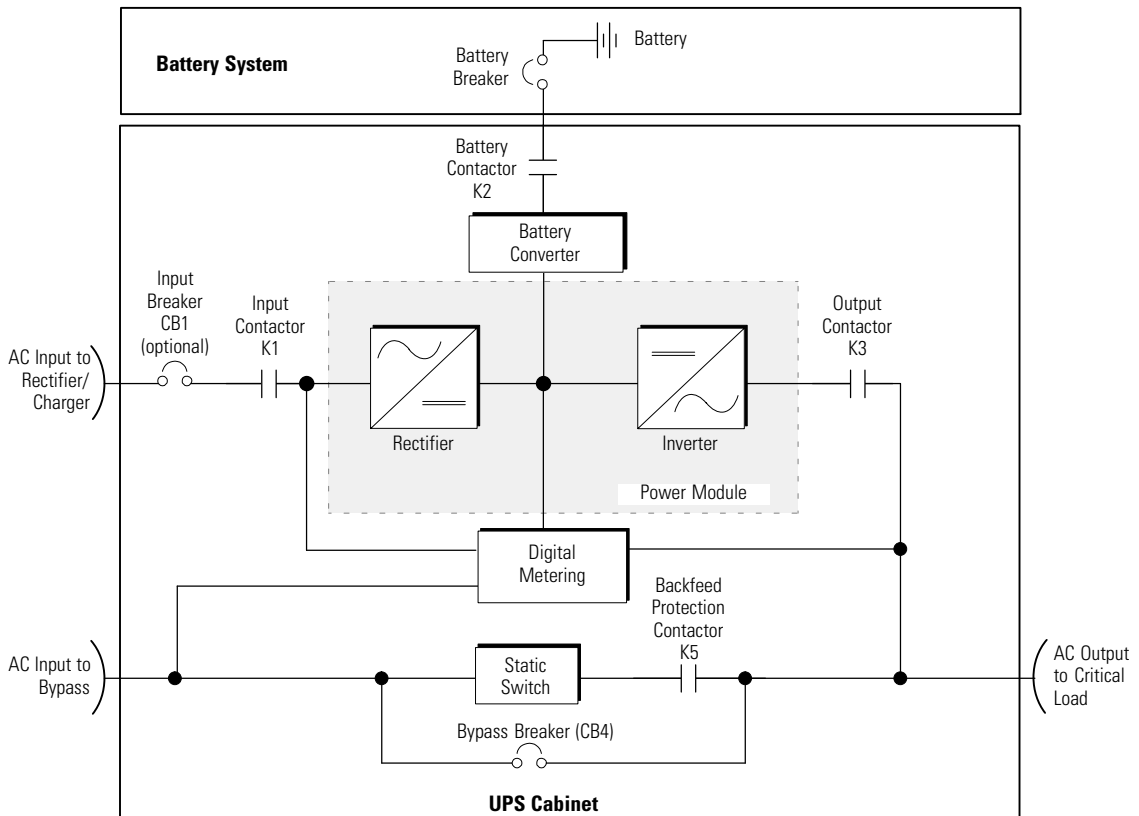 Battery System
Battery
Breaker
Battery
Battery
Contactor
K2
Battery
Converter
Input
Breaker
CB1
(optional)
Input
Contactor
K1
Output
Contactor
K3
AC Input to
Rectifier/
Charger
Rectifier
Inverter
Power Module
Digital
Metering
Backfeed
Protection
Contactor
K5
AC Input to
Bypass
Static
Switch
AC Output
to Critical
Load
Bypass Breaker (CB4)
UPS Cabinet